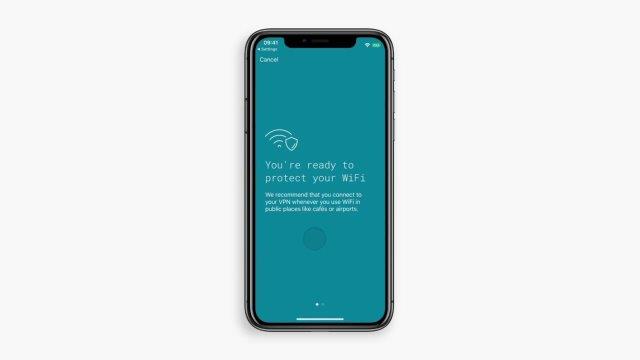 09:41
Settings
Cancel
You're ready to
protect your WiFi
We recommend that you connect to
your VPN whenever you use WiFi in
public places like cafés or airports.